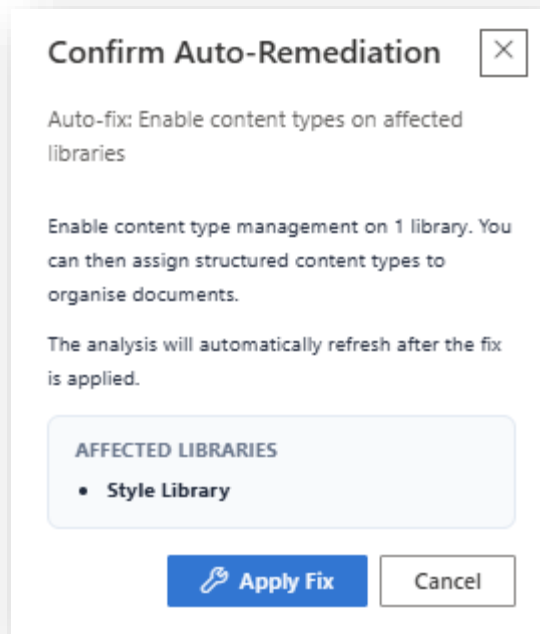 Confirm Auto-Remediation
Auto-fix: Enable content types on affected
libraries
Enable content type management on 1 library. You
can then assign structured content types to
organise documents.
The analysis will automatically refresh after the fix
is applied.
AFFECTED LIBRARIES
• Style Library
Apply Fix
Cancel